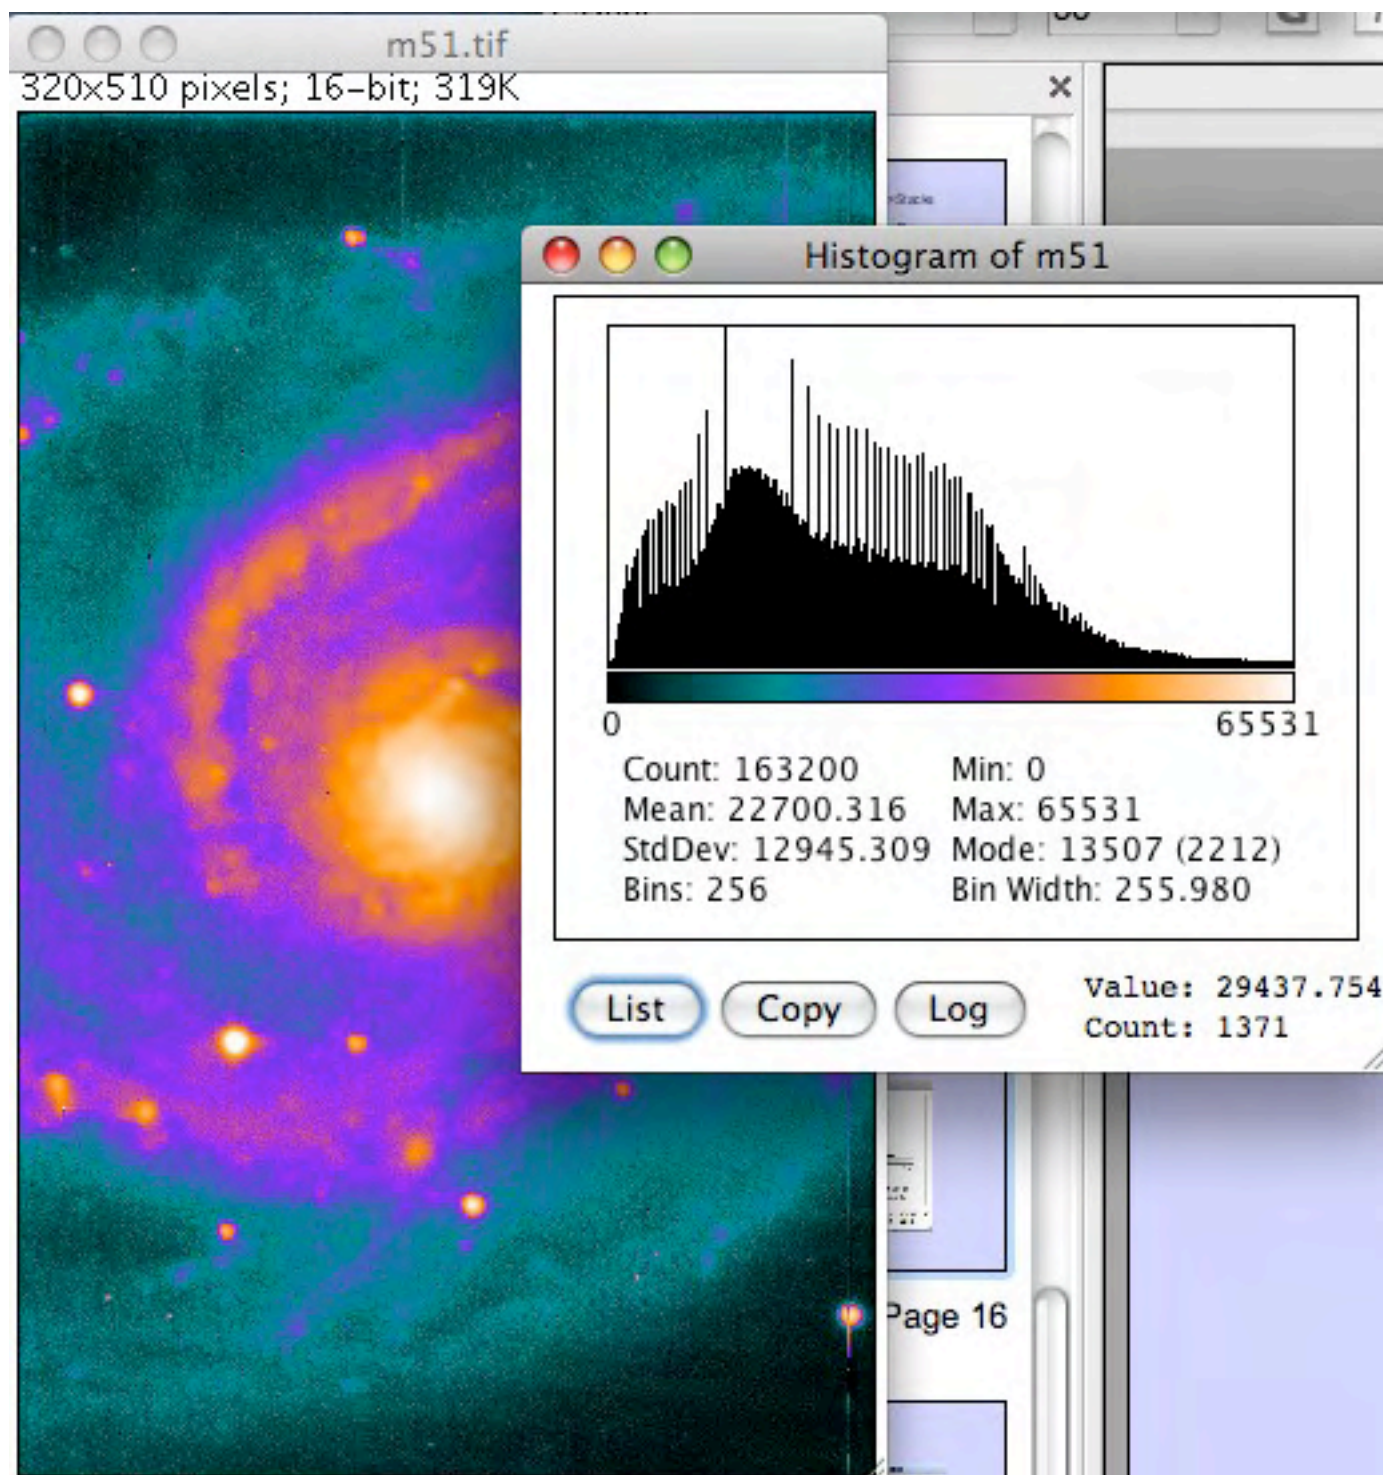 m51.tif
320x510 pixels; 16-bit; 319K
Histogram of m51
0
65531
Count: 163200
Min: 0
Mean: 22700.316
Max: 65531
StdDev: 12945.309
Mode: 13507 (2212)
Bins: 256
Bin Width: 255.980
List
Copy
Log
Value: 29437.754
Count: 1371
Page 16